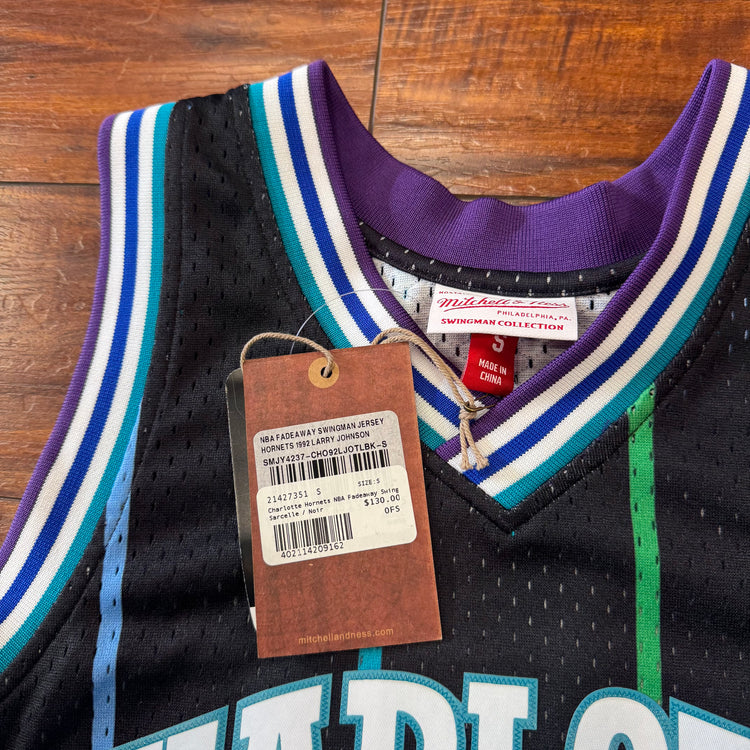 Mitchell & Ness
PHILADELPHIA, PA.
SWINGMAN COLLECTION
S
MADE IN
CHINA
NBA FADEAWAY SWINGMAN JERSEY
HORNETS 1992 LARRY JOHNSON
SMJY4237-CHO92LJOTLBK-S
21427351 S SIZE:S
Charlotte Hornets NBA Fadeaway Swing
Sarcelle / Noir $130.00
OFS
402114209162
mitchellandness.com